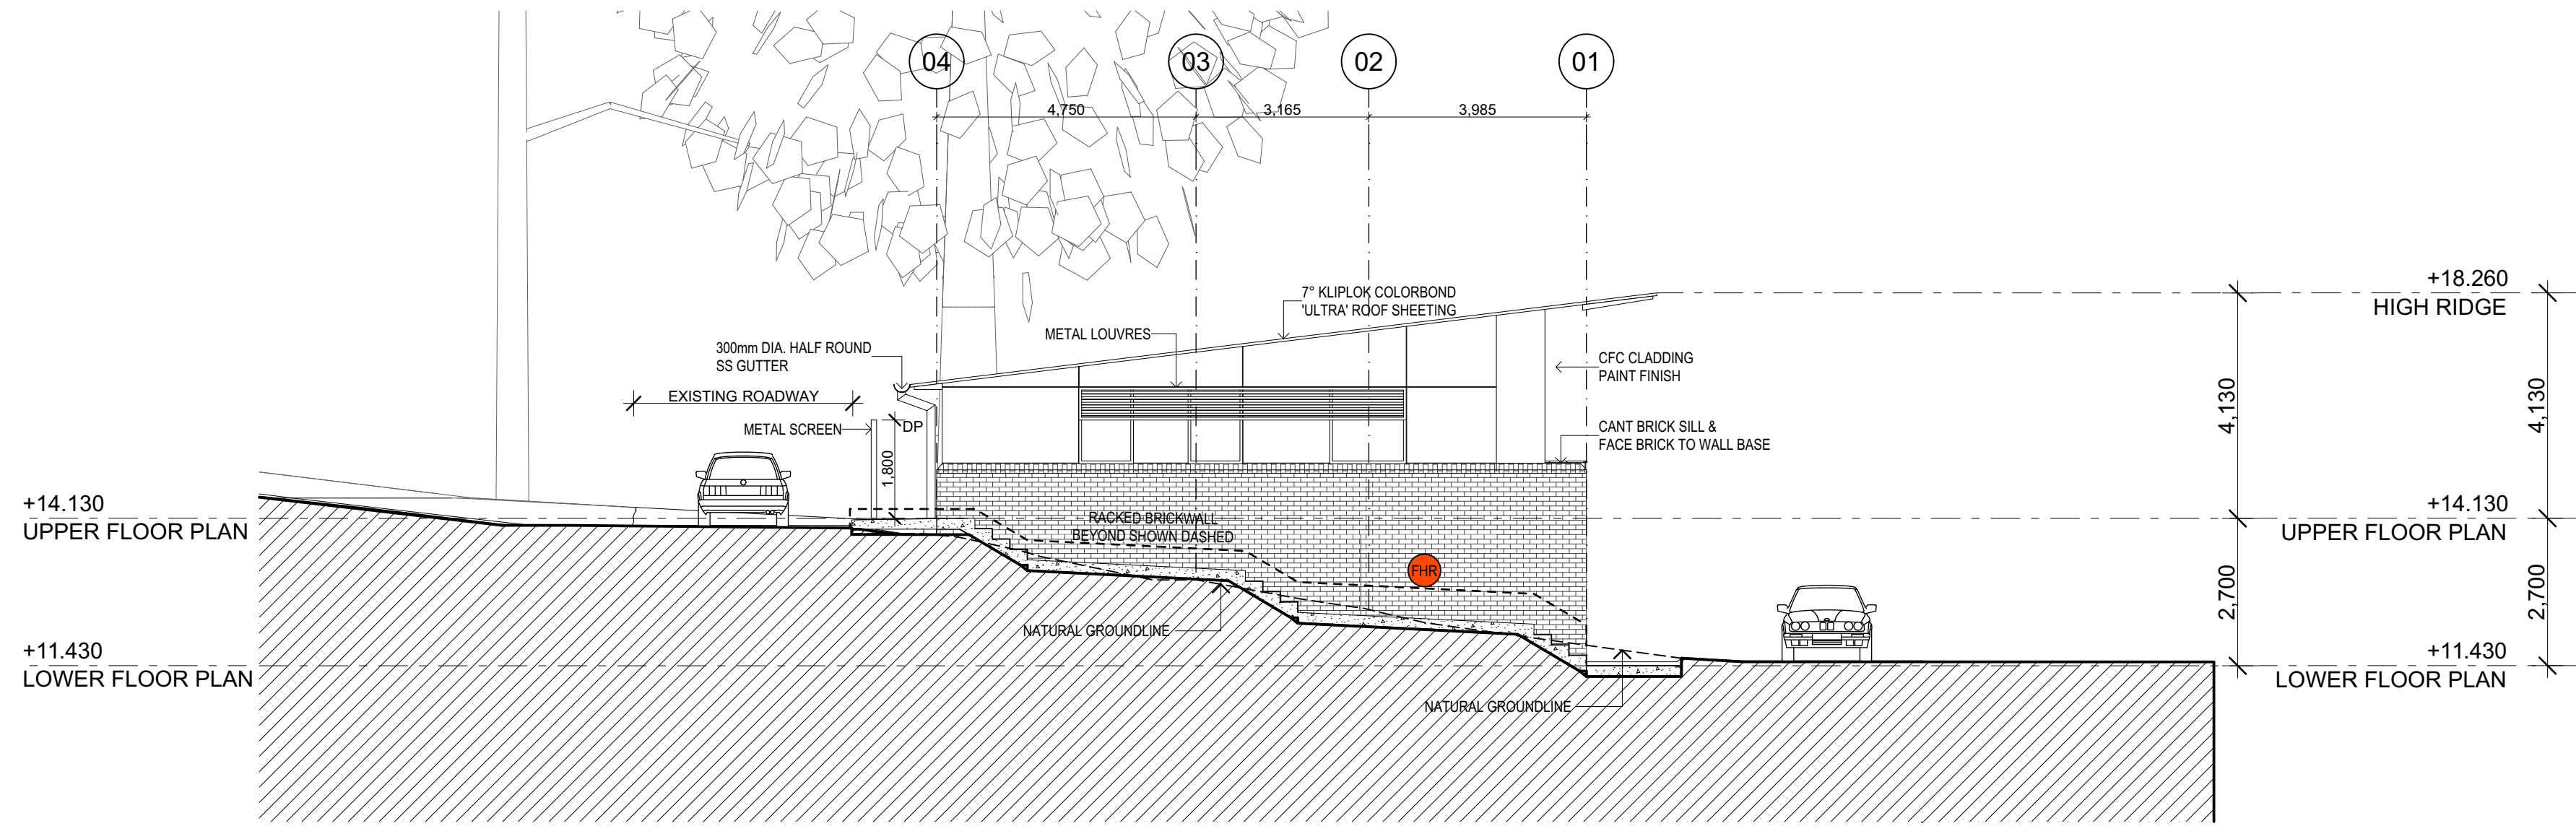 04
03
02
01
4,750
3,165
3,985
+18.260
HIGH RIDGE
7° KLIPLOK COLORBOND
'ULTRA' ROOF SHEETING
METAL LOUVRES
300mm DIA. HALF ROUND
SS GUTTER
CFC CLADDING
PAINT FINISH
EXISTING ROADWAY
METAL SCREEN
DP
1,800
CANT BRICK SILL &
FACE BRICK TO WALL BASE
4,130
4,130
+14.130
UPPER FLOOR PLAN
RACKED BRICKWALL
BEYOND SHOWN DASHED
+14.130
UPPER FLOOR PLAN
FHR
2,700
2,700
NATURAL GROUNDLINE
+11.430
LOWER FLOOR PLAN
NATURAL GROUNDLINE
+11.430
LOWER FLOOR PLAN